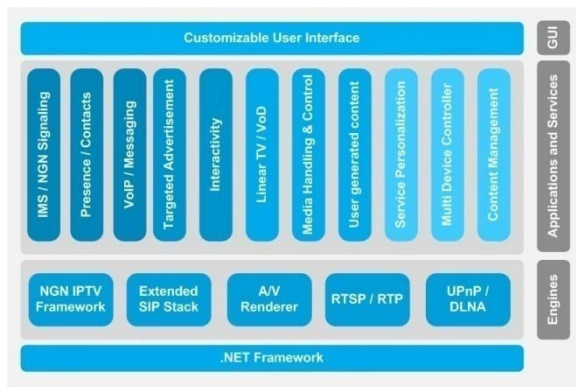 Customizable User Interface
GUI
IMS / NGN Signaling
Presence / Contacts
VoIP / Messaging
Targeted Advertisement
Interactivity
Linear TV / VoD
Media Handling & Control
User generated content
Service Personalization
Multi Device Controller
Content Management
Applications and Services
NGN IPTV
Framework
Extended
SIP Stack
A/V
Renderer
RTSP / RTP
UPnP /
DLNA
Engines
.NET Framework